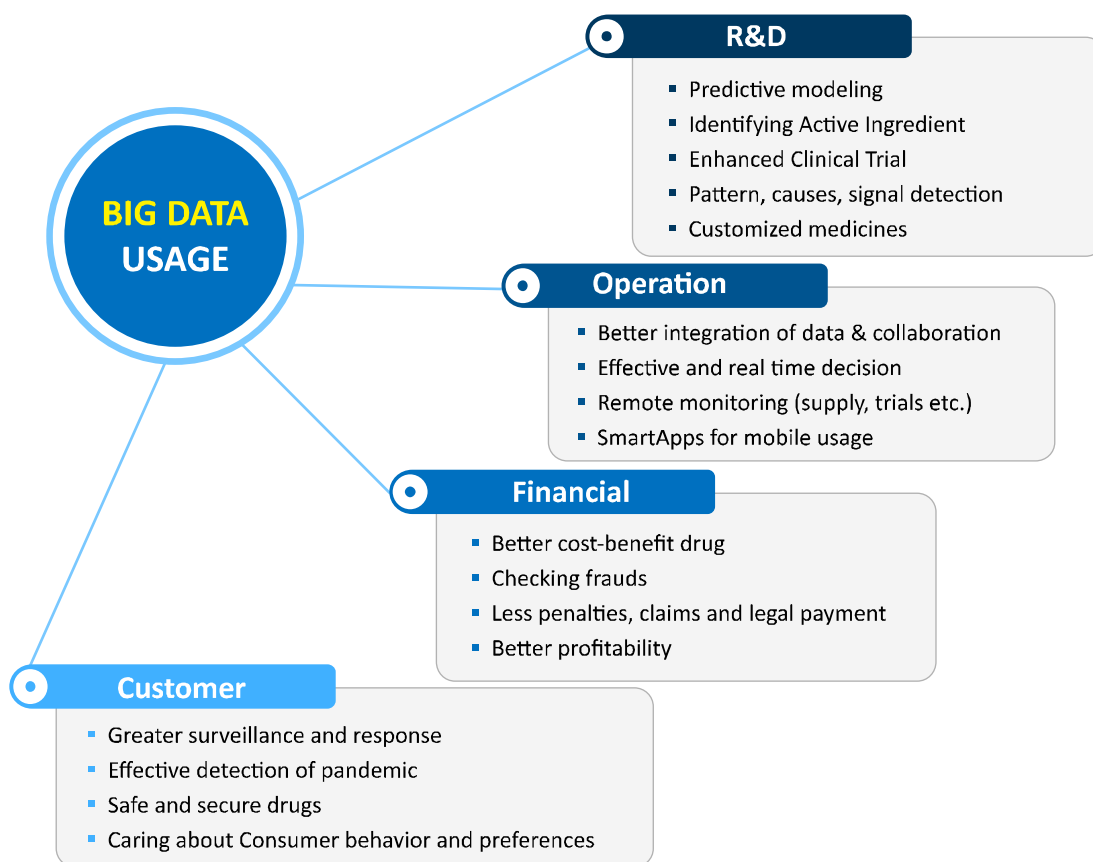 BIG DATA
USAGE
R&D
Predictive modeling
Identifying Active Ingredient
Enhanced Clinical Trial
Pattern, causes, signal detection
Customized medicines
Operation
Better integration of data & collaboration
Effective and real time decision
Remote monitoring (supply, trials etc.)
SmartApps for mobile usage
Financial
Better cost-benefit drug
Checking frauds
Less penalties, claims and legal payment
Better profitability
Customer
Greater surveillance and response
Effective detection of pandemic
Safe and secure drugs
Caring about Consumer behavior and preferences